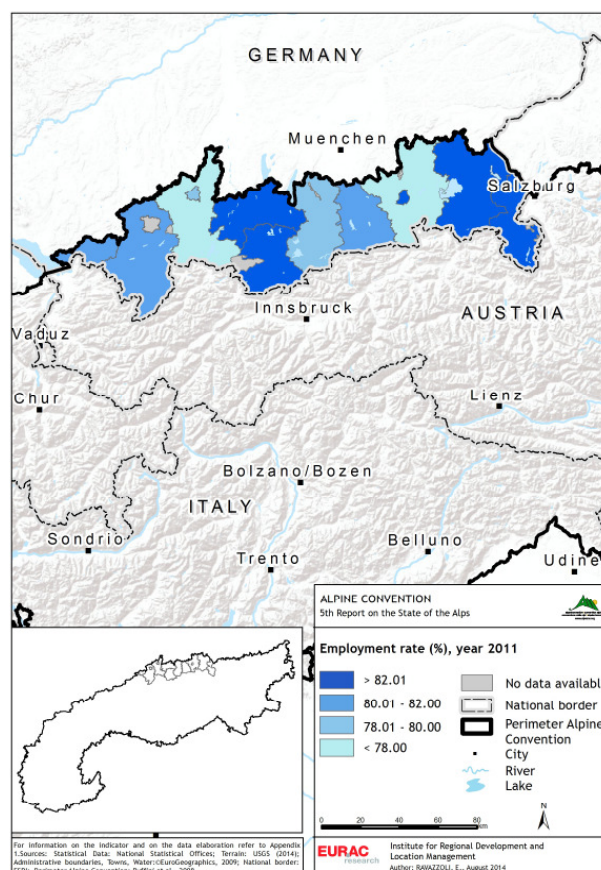 GERMANY
Muenchen
Salzburg
Innsbruck
AUSTRIA
Vaduz
Chur
Lienz
Bolzano/Bozen
ITALY
Sondrio
Belluno
Trento
Udine
ALPINE CONVENTION
5th Report on the State of the Alps
Employment rate (%), year 2011
> 82.01
80.01 - 82.00
78.01 - 80.00
< 78.00
No data available
National border
Perimeter Alpine
Convention
City
River
Lake
0 20 40 60 80
km
N
For information on the indicator and on the data elaboration refer to Appendix
1.Sources: Statistical Data: National Statistical Offices; Terrain: USGS (2014);
Administrative boundaries, Towns, Water:©EuroGeographics, 2009; National border:
EURAC
research
Institute for Regional Development and
Location Management
Author: RAVAZZOLI, E., August 2014